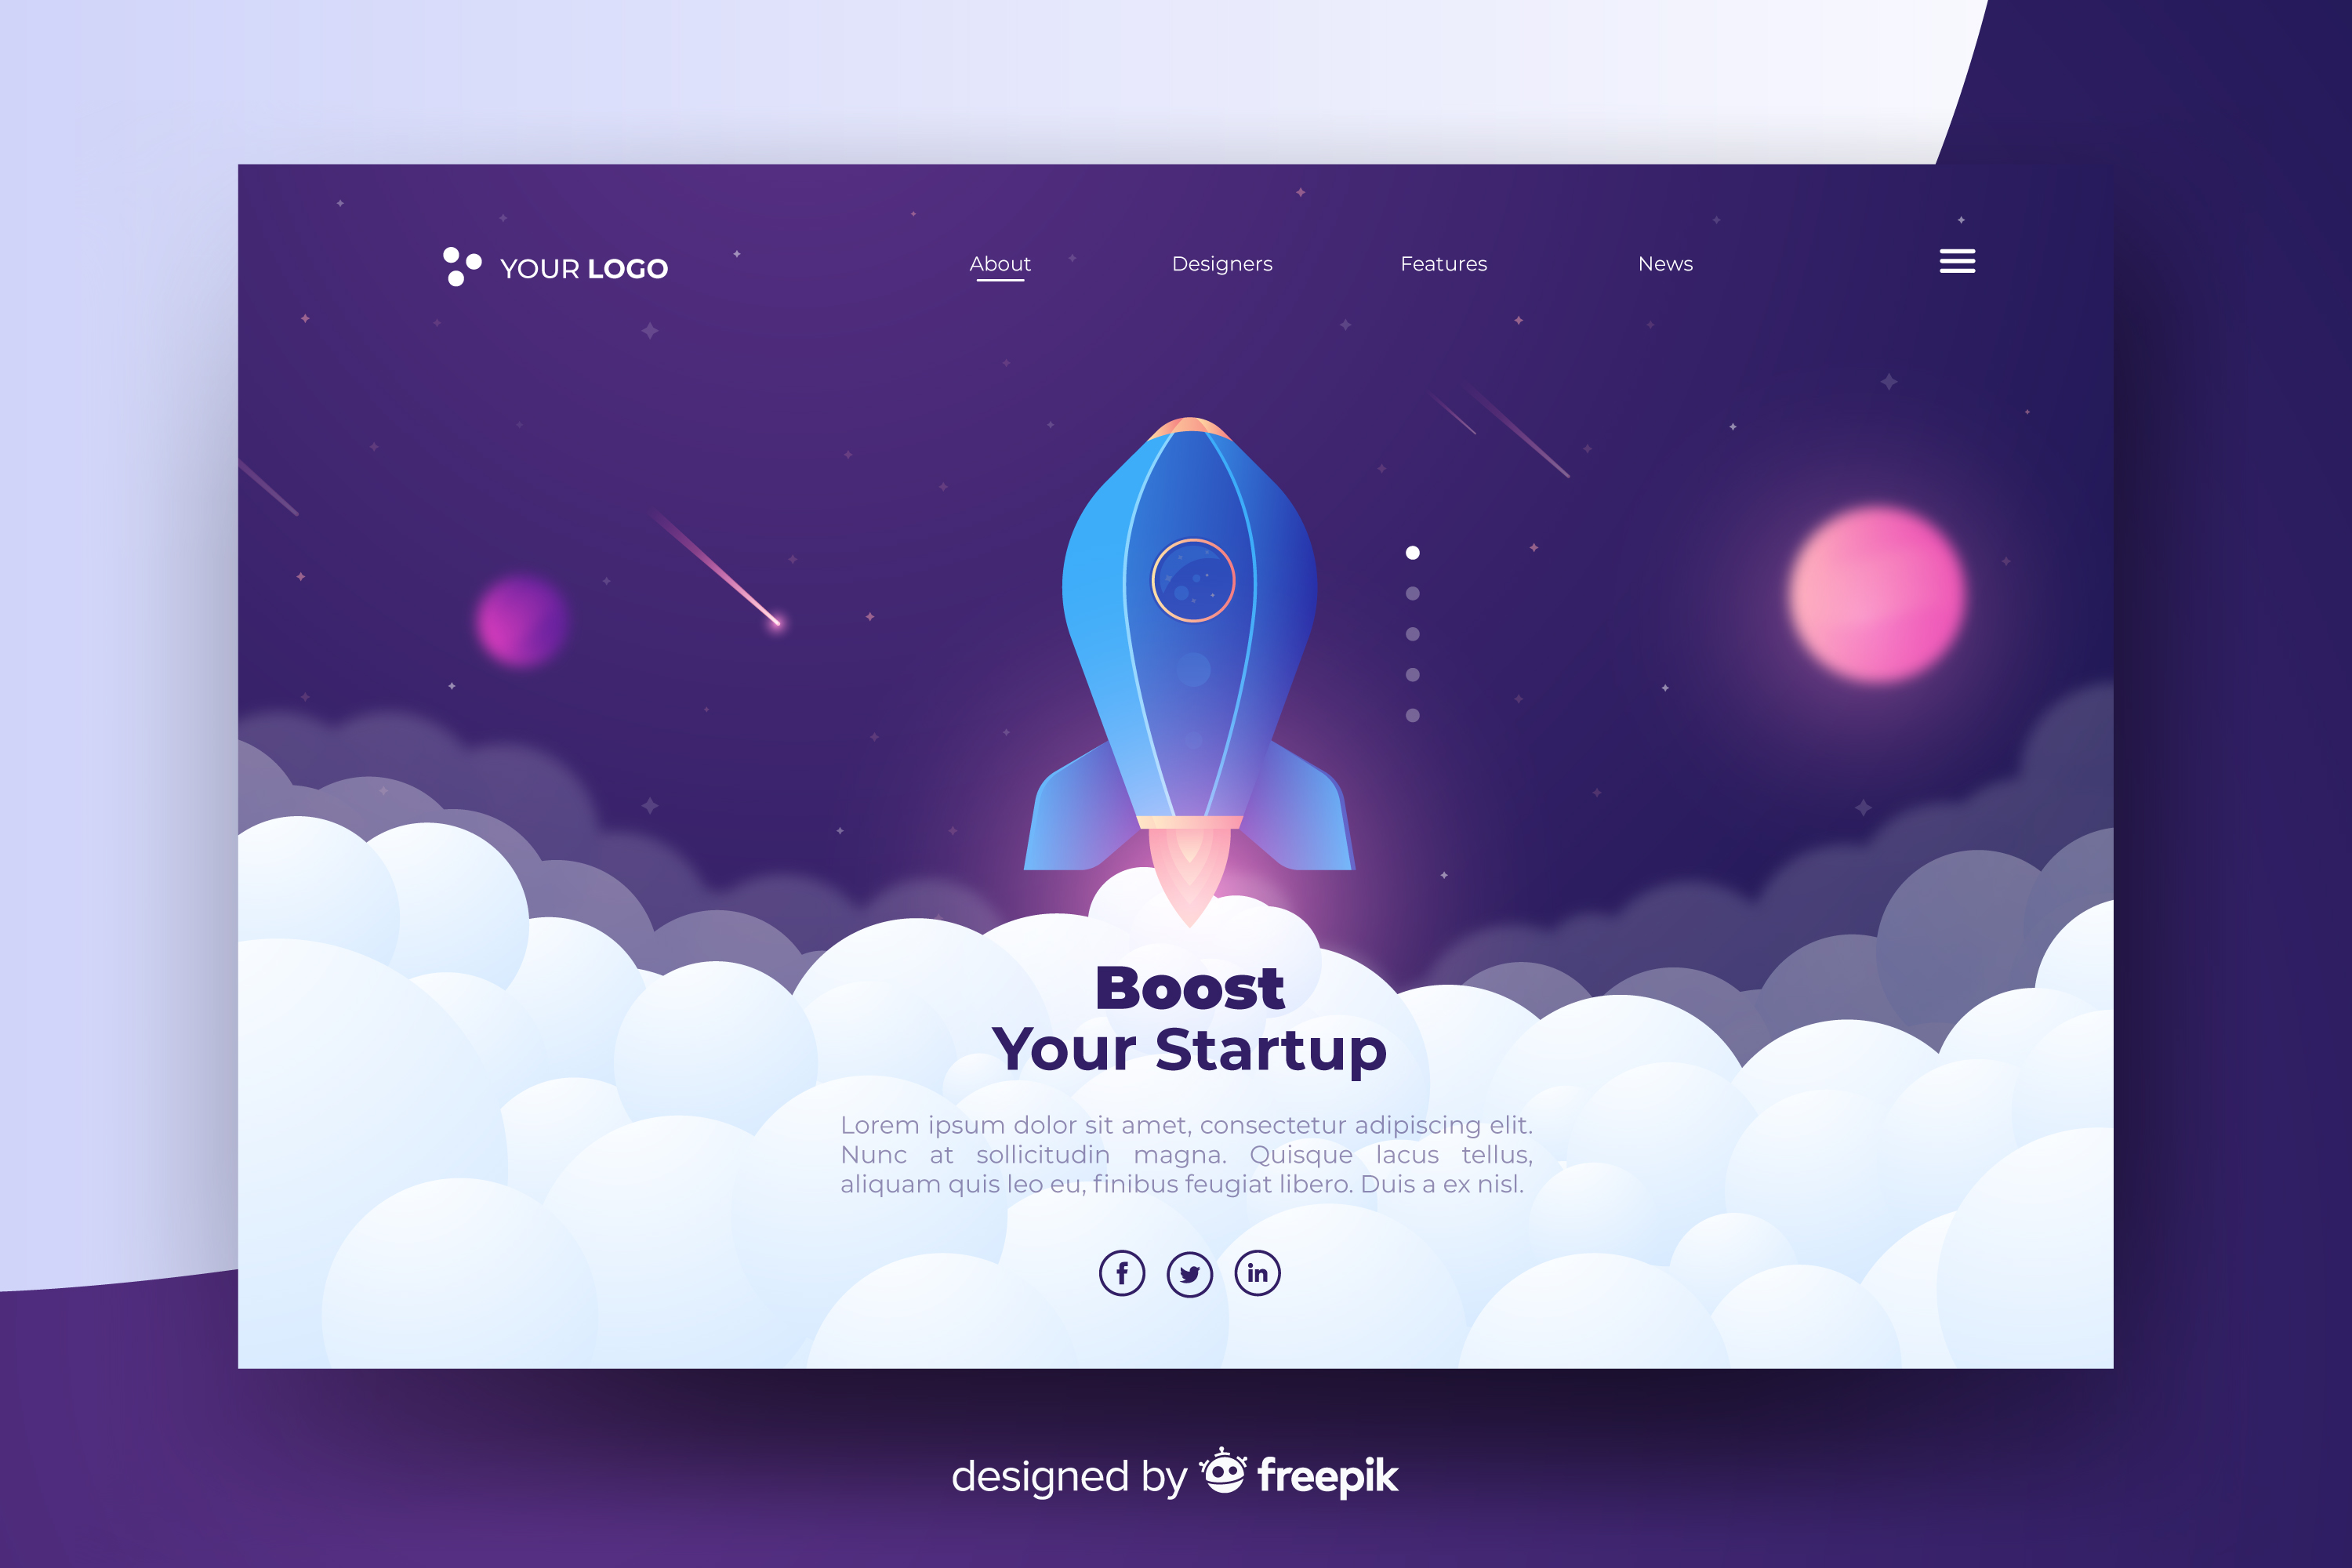 YOUR LOGO
About
Designers
Features
News
Boost
Your Startup
Lorem ipsum dolor sit amet, consectetur adipiscing elit.
Nunc at sollicitudin magna. Quisque lacus tellus,
aliquam quis leo eu, finibus feugiat libero. Duis a ex nisl.
f
in
designed by freepik